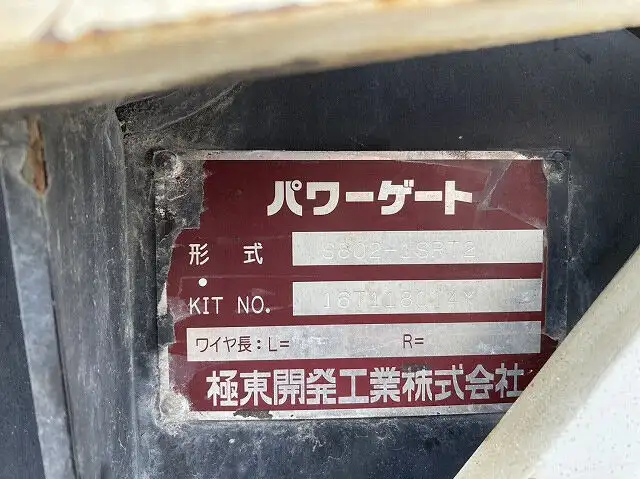 パワーゲート
形式
KIT NO.
ワイヤ長:L= R=
極東開発工業株式会社